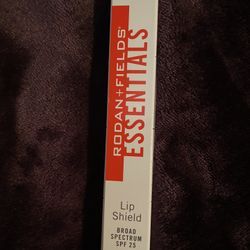 RODAN+FIELDS®
ESSENTIALS
Lip
Shield
BROAD
SPECTRUM
SPF 25